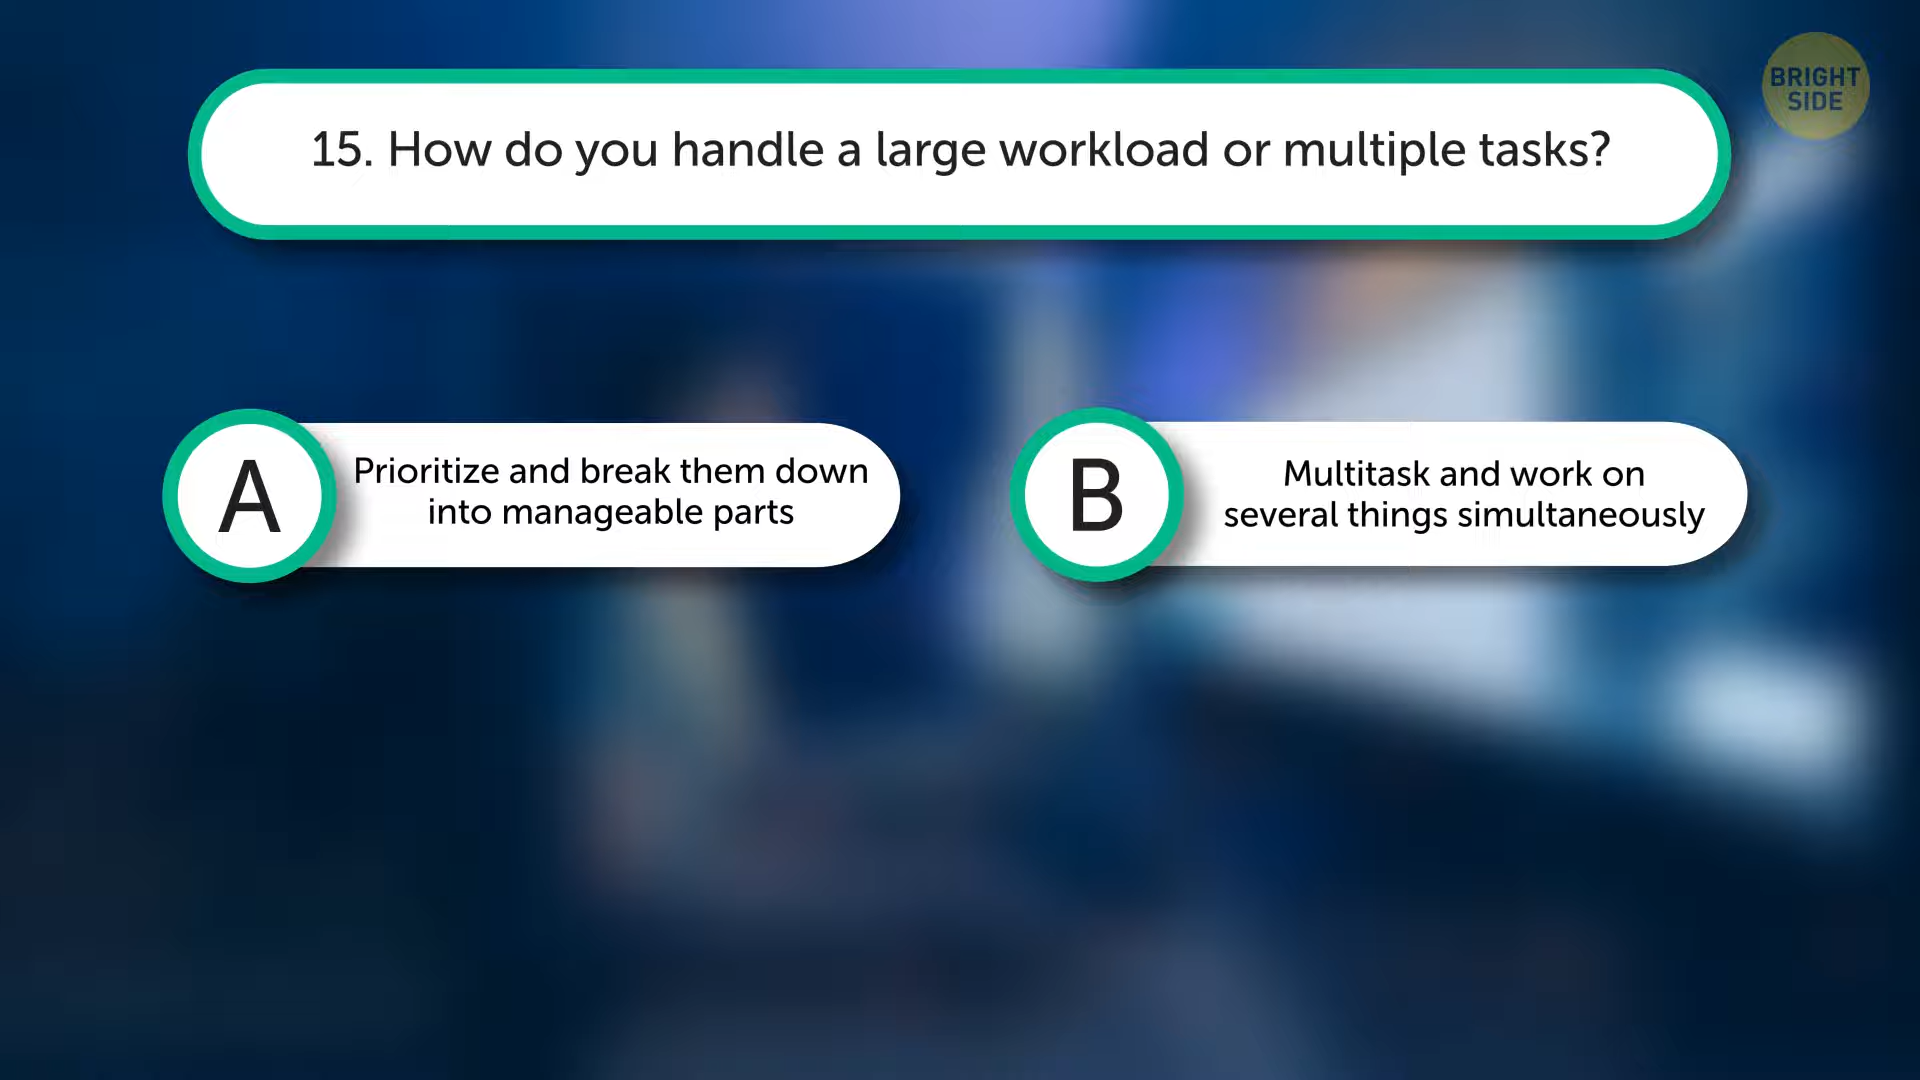 BRIGHT
SIDE
15. How do you handle a large workload or multiple tasks?
A
Prioritize and break them down
into manageable parts
B
Multitask and work on
several things simultaneously